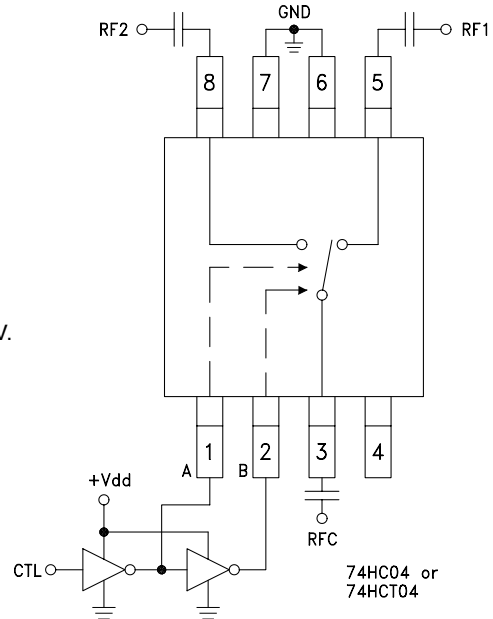 GND
RF2
RF1
8 7 6 5
V.
1 2 3 4
A B
+Vdd
RFC
CTL
74HC04 or
74HCT04